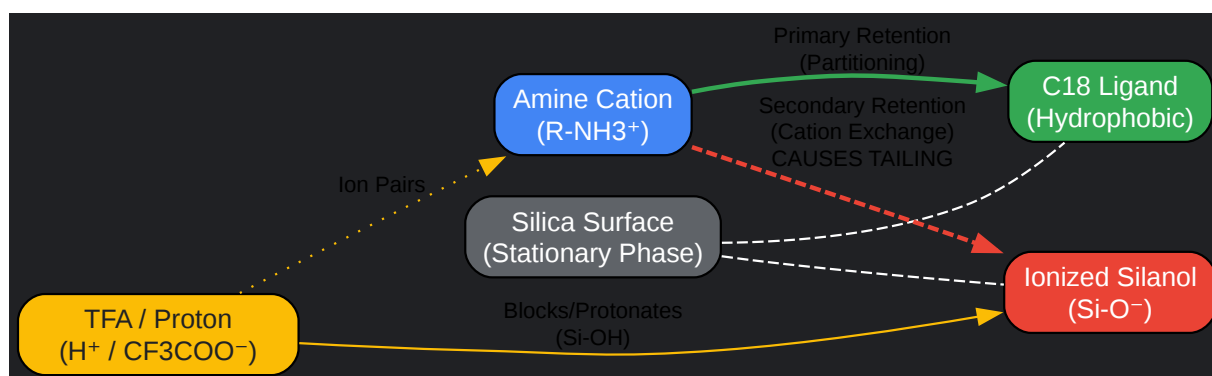 Primary Retention
(Partitioning)
Amine Cation
(R-NH3⁺)
C18 Ligand
(Hydrophobic)
Secondary Retention
(Cation Exchange)
CAUSES TAILING
Ion Pairs
Silica Surface
(Stationary Phase)
Ionized Silanol
(Si-O⁻)
TFA / Proton
(H⁺ / CF3COO⁻)
Blocks/Protonates
(Si-OH)